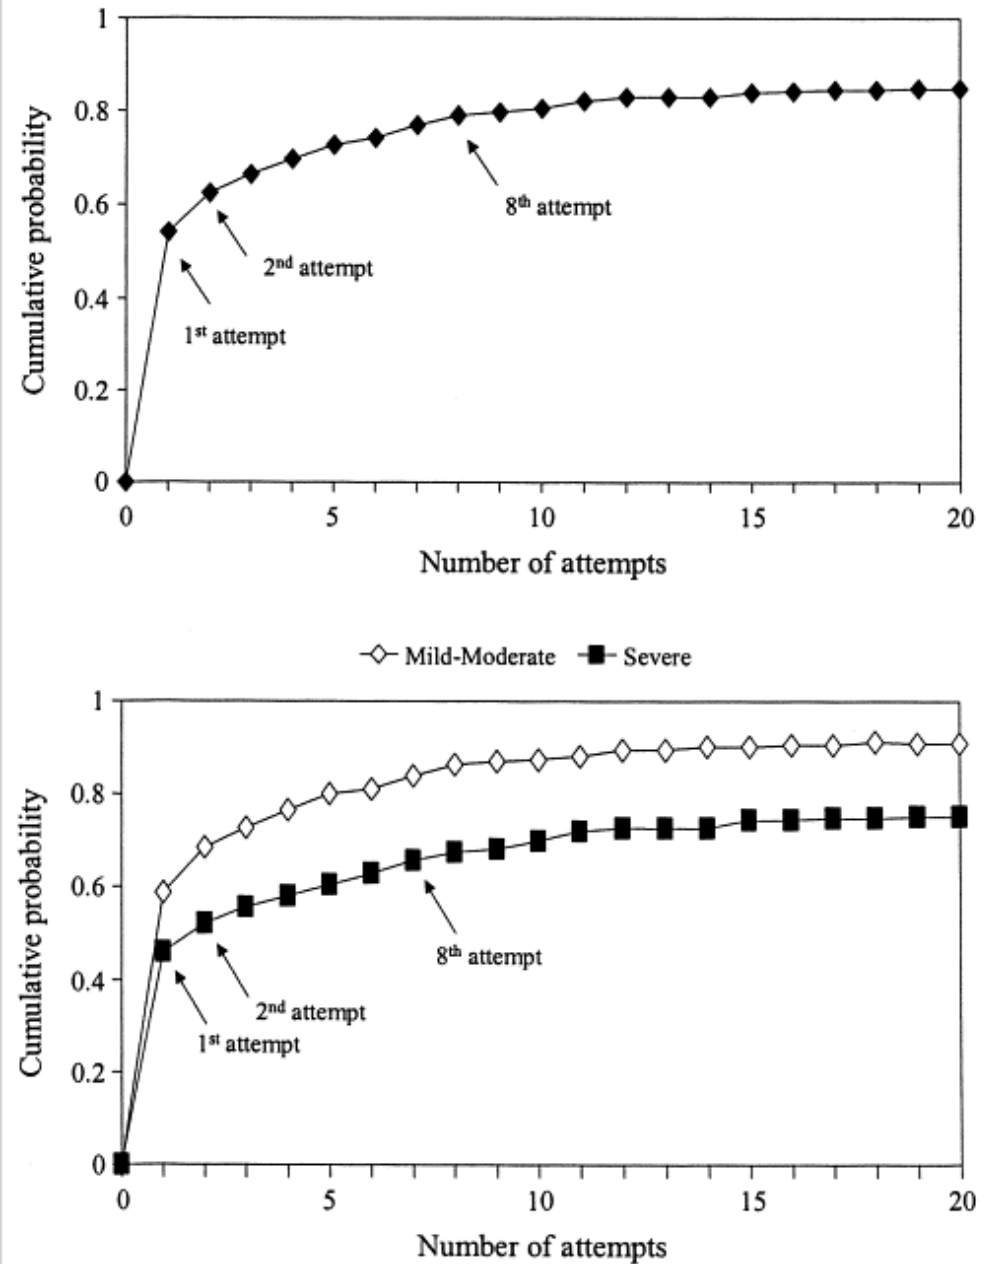 1
0.8
0.6
0.4
0.2
0
Cumulative probability
8th attempt
2nd attempt
1st attempt
0 5 10 15 20
Number of attempts
Mild-Moderate Severe
1
0.8
0.6
0.4
0.2
0
Cumulative probability
8th attempt
2nd attempt
1st attempt
0 5 10 15 20
Number of attempts